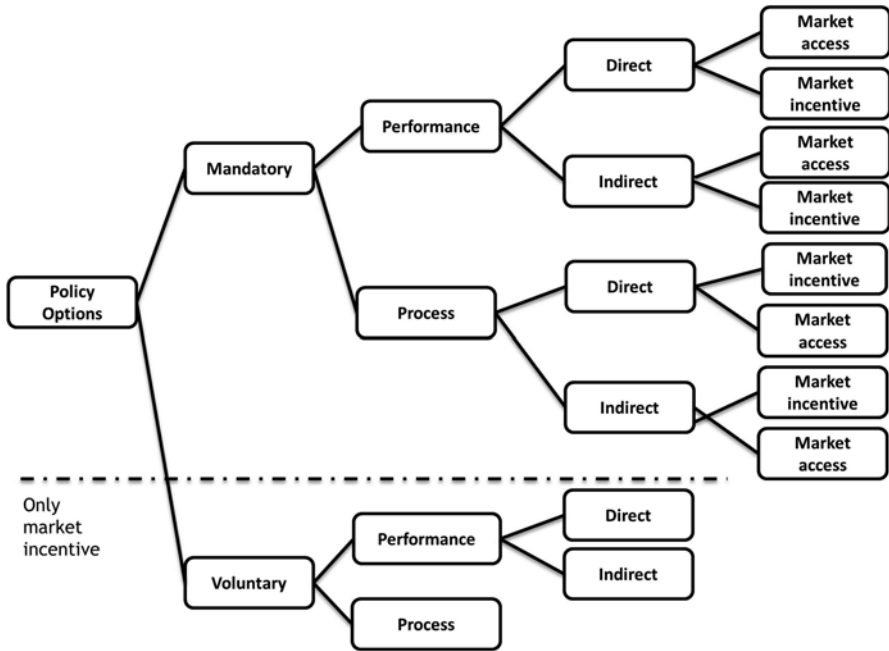 Market
access
Direct
Market
incentive
Performance
Market
access
Mandatory
Indirect
Market
incentive
Policy
Options
Process
Direct
Market
incentive
Market
access
Indirect
Market
incentive
Market
access
Only
market
incentive
Voluntary
Performance
Direct
Indirect
Process